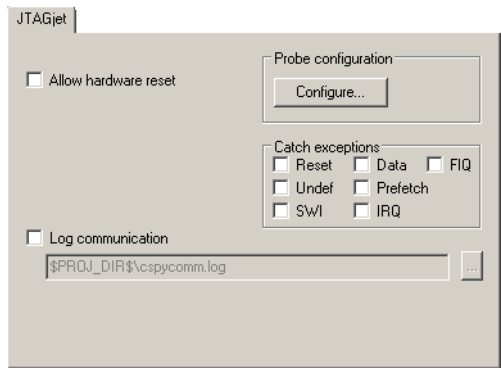 JTAGjet
Probe configuration
Allow hardware reset
Configure...
Catch exceptions
Reset Data FIQ
Undef Prefetch
SWI IRQ
Log communication
$PROJ_DIR$\cspycomm.log
...